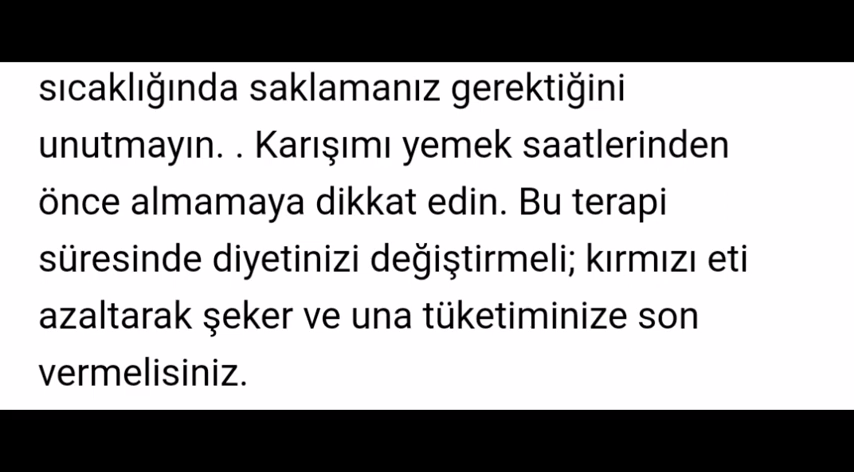 sıcaklığında saklamanız gerektiğini
unutmayın. . Karışımı yemek saatlerinden
önce almamaya dikkat edin. Bu terapi
süresinde diyetinizi değiştirmeli; kırmızı eti
azaltarak şeker ve una tüketiminize son
vermelisiniz.